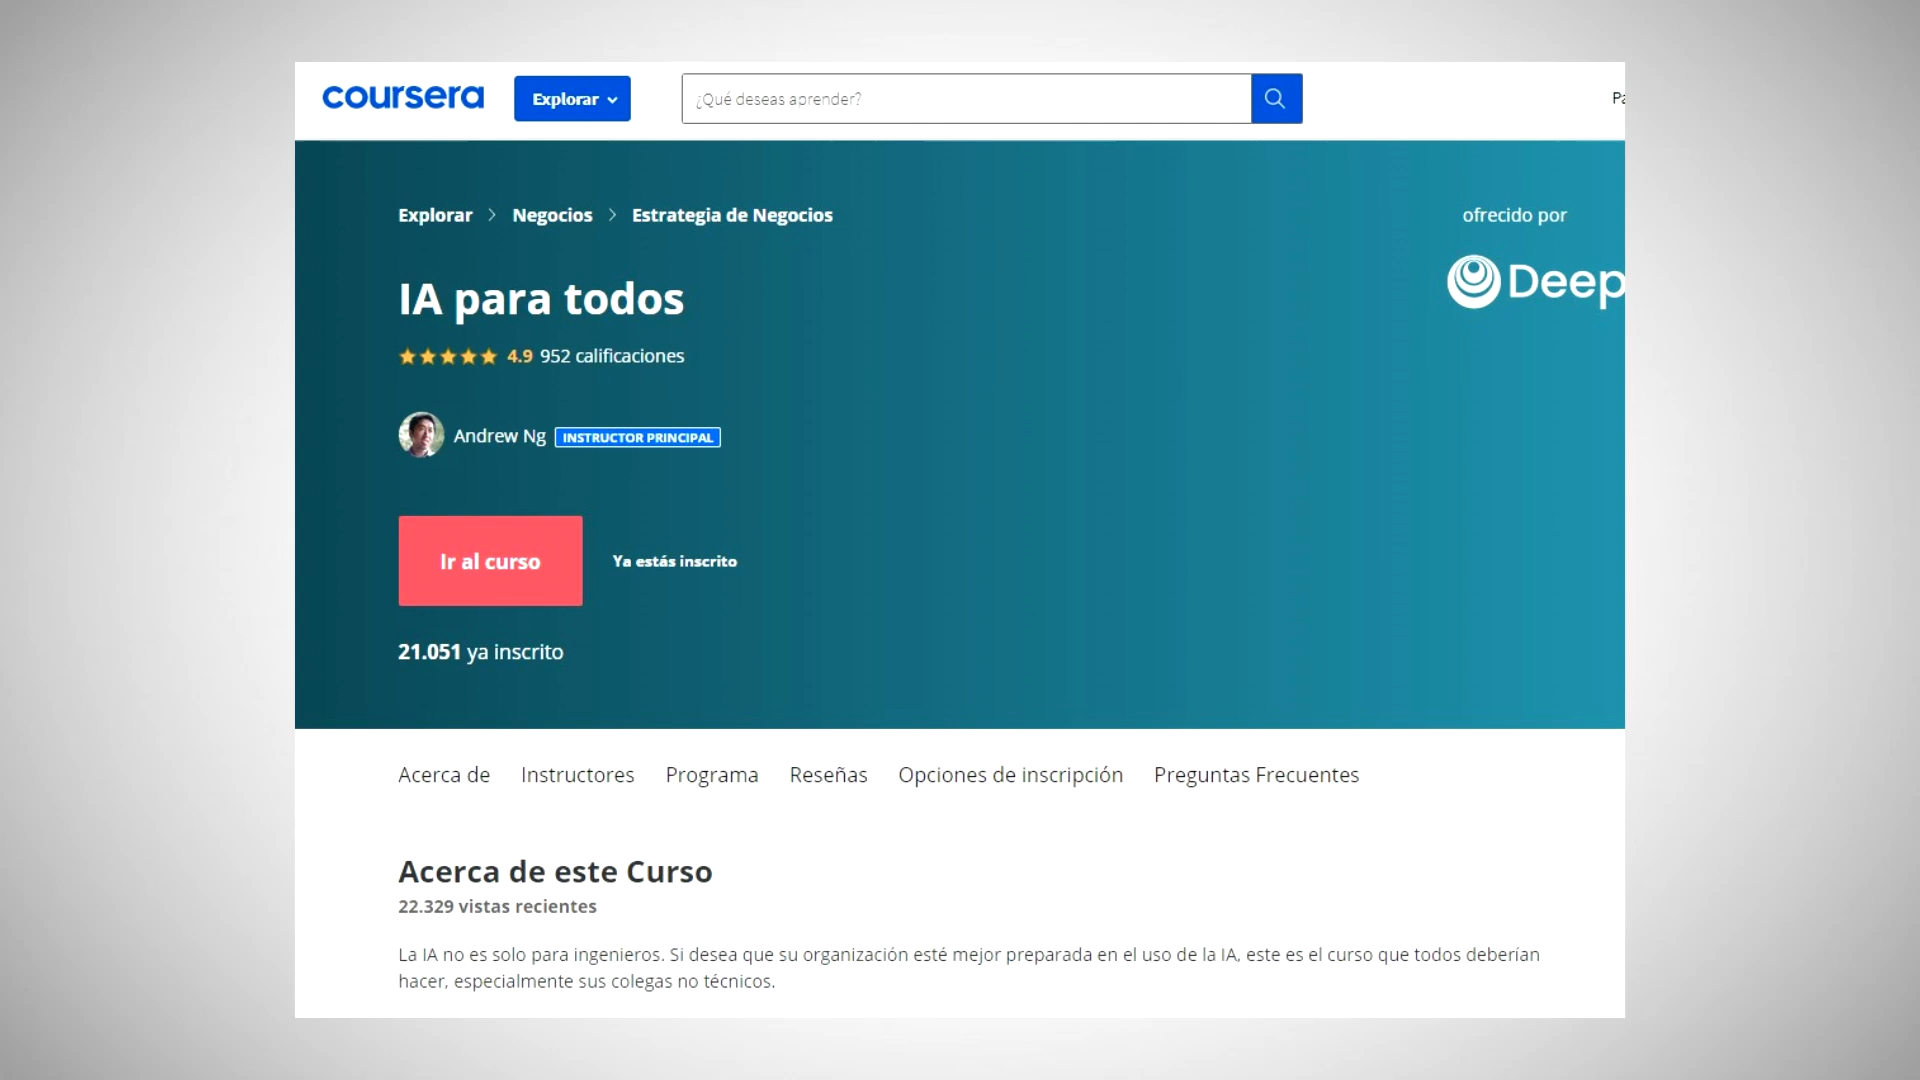 coursera
Explorar
¿Qué deseas aprender?
Explorar > Negocios > Estrategia de Negocios
ofrecido por
Deep
IA para todos
4.9 952 calificaciones
Andrew Ng INSTRUCTOR PRINCIPAL
Ir al curso
Ya estás inscrito
21.051 ya inscrito
Acerca de Instructores Programa Reseñas Opciones de inscripción Preguntas Frecuentes
Acerca de este Curso
22.329 vistas recientes
La IA no es solo para ingenieros. Si desea que su organización esté mejor preparada en el uso de la IA, este es el curso que todos deberían
hacer, especialmente sus colegas no técnicos.